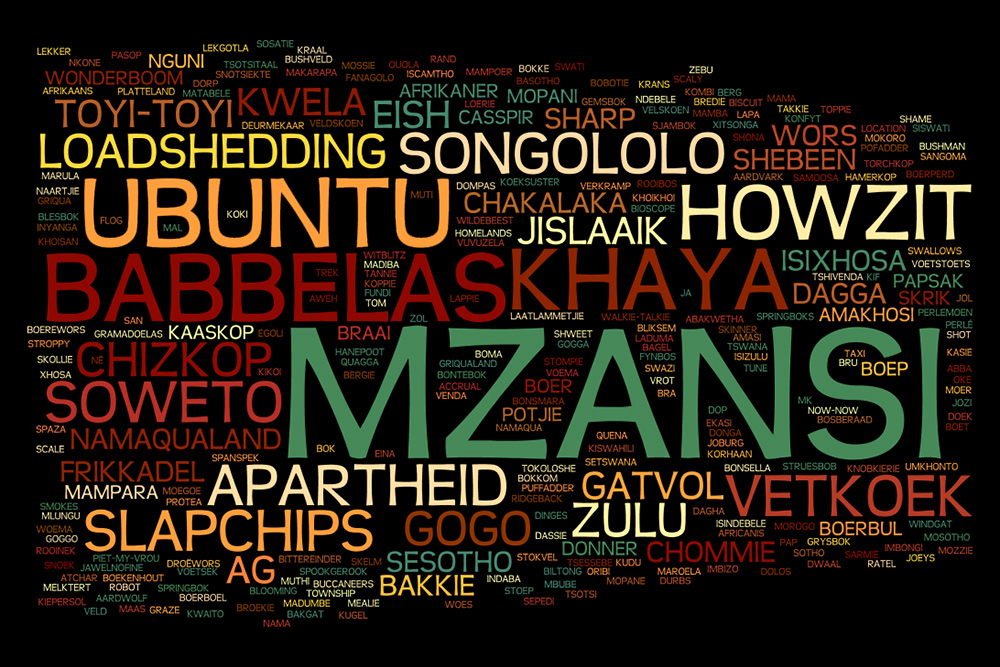 LEKKER
LEKGOTLA
SOSATIE
KRAAL
NKONE
PASOP
NGUNI
TSOTSITAAL
BUSHVELD
MOSSIE
QUOLA
RAND
WONDERBOOM
SNOTSIEKTE
MAKARAPA
FANAGOLO
ISCAMTHO
MAMPOER
BOKKE
SWATI
ZEBU
AFRIKAANS
PLATTELAND
DORP
MATABELE
AFRIKANER
BASOTHO
BOBOTIE
KRANS
SCALY
TOYI-TOYI
KWELA
LOERIE
MOPANI
GEMSBOK
NDEBELE
KOMBI
BERG
BREDIE
BISCUIT
MAMA
DEURMEKAAR
VELDSKOEN
EISH
CASSPIR
SHARP
VELSKOEN
MAMBA
LAPA
TAKKIE
TOPPIE
KONFYT
SHAME
SJAMBOK
XITSONGA
SHONA
WORS
LOCATION
SISWATI
MOKORO
LOADSHEDDING
SONGOLOLO
SHEBEEN
POFADDER
BUSHMAN
SANGOMA
TORCHKOP
MARULA
AARDVARK
SAMOOSA
HAMERKOP
BOERPERD
NAARTJIE
GRIQUA
UBUNTU
MUTI
DOMPAS
KOEKSUSTER
VERKRAMP
ROOIBOS
HOWZIT
CHAKALAKA
KHOIKHOI
BIOSCOPE
BLESBOK
INYANGA
FLOG
MAL
KOKI
WILDEBEEST
HOMELANDS
VUVUZELA
JISLAAIK
KHOISAN
BABBELAS
WITBLITZ
MADIBA
TANNIE
KOPPIE
FUNDI
TOM
TREK
AWEH
LAPPIE
KHAYA
ISIXHOSA
SWALLOWS
VOETSTOETS
TSHIVENDA
KIF
PAPSAK
JA
DAGGA
SKRIK
JOL
SAN
ZOL
LAATLAMMETJIE
WALKIE-TALKIE
ABAKWETHA
SPRINGBOKS
AMAKHOSI
PERLEMOEN
BOEREWORS
GRAMADOELAS
KAASKOP
EGOLI
BRAAI
SHWEET
GOGGA
BLIKSEM
LADUMA
BAGEL
FYNBOS
SKINNER
AMASI
TSWANA
ISIZULU
TUNE
PERLÉ
SHOT
STROPPY
HANEPOOT
QUAGGA
BERGIE
MZANSI
BOMA
GRIQUALAND
BONTEBOK
STOMPIE
VOEMA
SWAZI
VROT
BRA
TAXI
BRU
BOEP
KASIE
SKOLLIE
NÉ
CHIZKOP
KIKOI
XHOSA
ACCRUAL
VENDA
BOER
BONSMARA
POTJIE
NAMAQUA
ABBA
OKE
MOER
JOZI
SOWETO
MK
NOW-NOW
BOSBERAAD
DOP
EKASI
DONGA
JOBURG
KORHAAN
DOEK
BOET
SPAZA
NAMAQUALAND
SCALE
SPANSPEK
BOK
EINA
QUENA
KISWAHILI
SETSWANA
FRIKKADEL
APARTHEID
TOKOLOSHE
BOKKOM
PUFFADDER
RIDGEBACK
GATVOL
BONSELLA
STRUESBOB
KNOBKIERIE
UMKHONTO
MAMPARA
MOEGOE
PROTEA
VETKOEK
SMOKES
MLUNGU
WOEMA
GOGGO
SLAPCHIPS
GOGO
DINGES
DASSIE
ZULU
DAGHA
ISINDEBELE
AFRICANIS
MOROGO
BOERBUL
WINDGAT
MOSOTHO
ROOINEK
PIET-MY-VROU
JAWELNOFINE
DROËWORS
VOETSEK
AG
BITTEREINDER
SKELM
SPOOKGEROOK
SESOTHO
STOKVEL
DONNER
TSESSEBE
KUDU
CHOMMIE
PAP
SOTHO
GRYSBOK
SARMIE
DWAAL
IMBONGI
JOEYS
RATEL
MOZZIE
SNOEK
ATCHAR
BOEKENHOUT
MELKTERT
ROBOT
SPRINGBOK
BLOOMING
MUTHI
BUCCANEERS
TOWNSHIP
BAKKIE
INDABA
STOEP
BILTONG
ORIBI
MBUBE
MOPANE
MAROELA
DURBS
IMBIZO
DOLOS
KIEPERSOL
AARDWOLF
BOERBOEL
MADUMBE
MEALIE
WOES
SEPEDI
TSOTSI
VELD
MAAS
GRAZE
KWAITO
BROEKIE
BAKGAT
KUGEL
NAMA